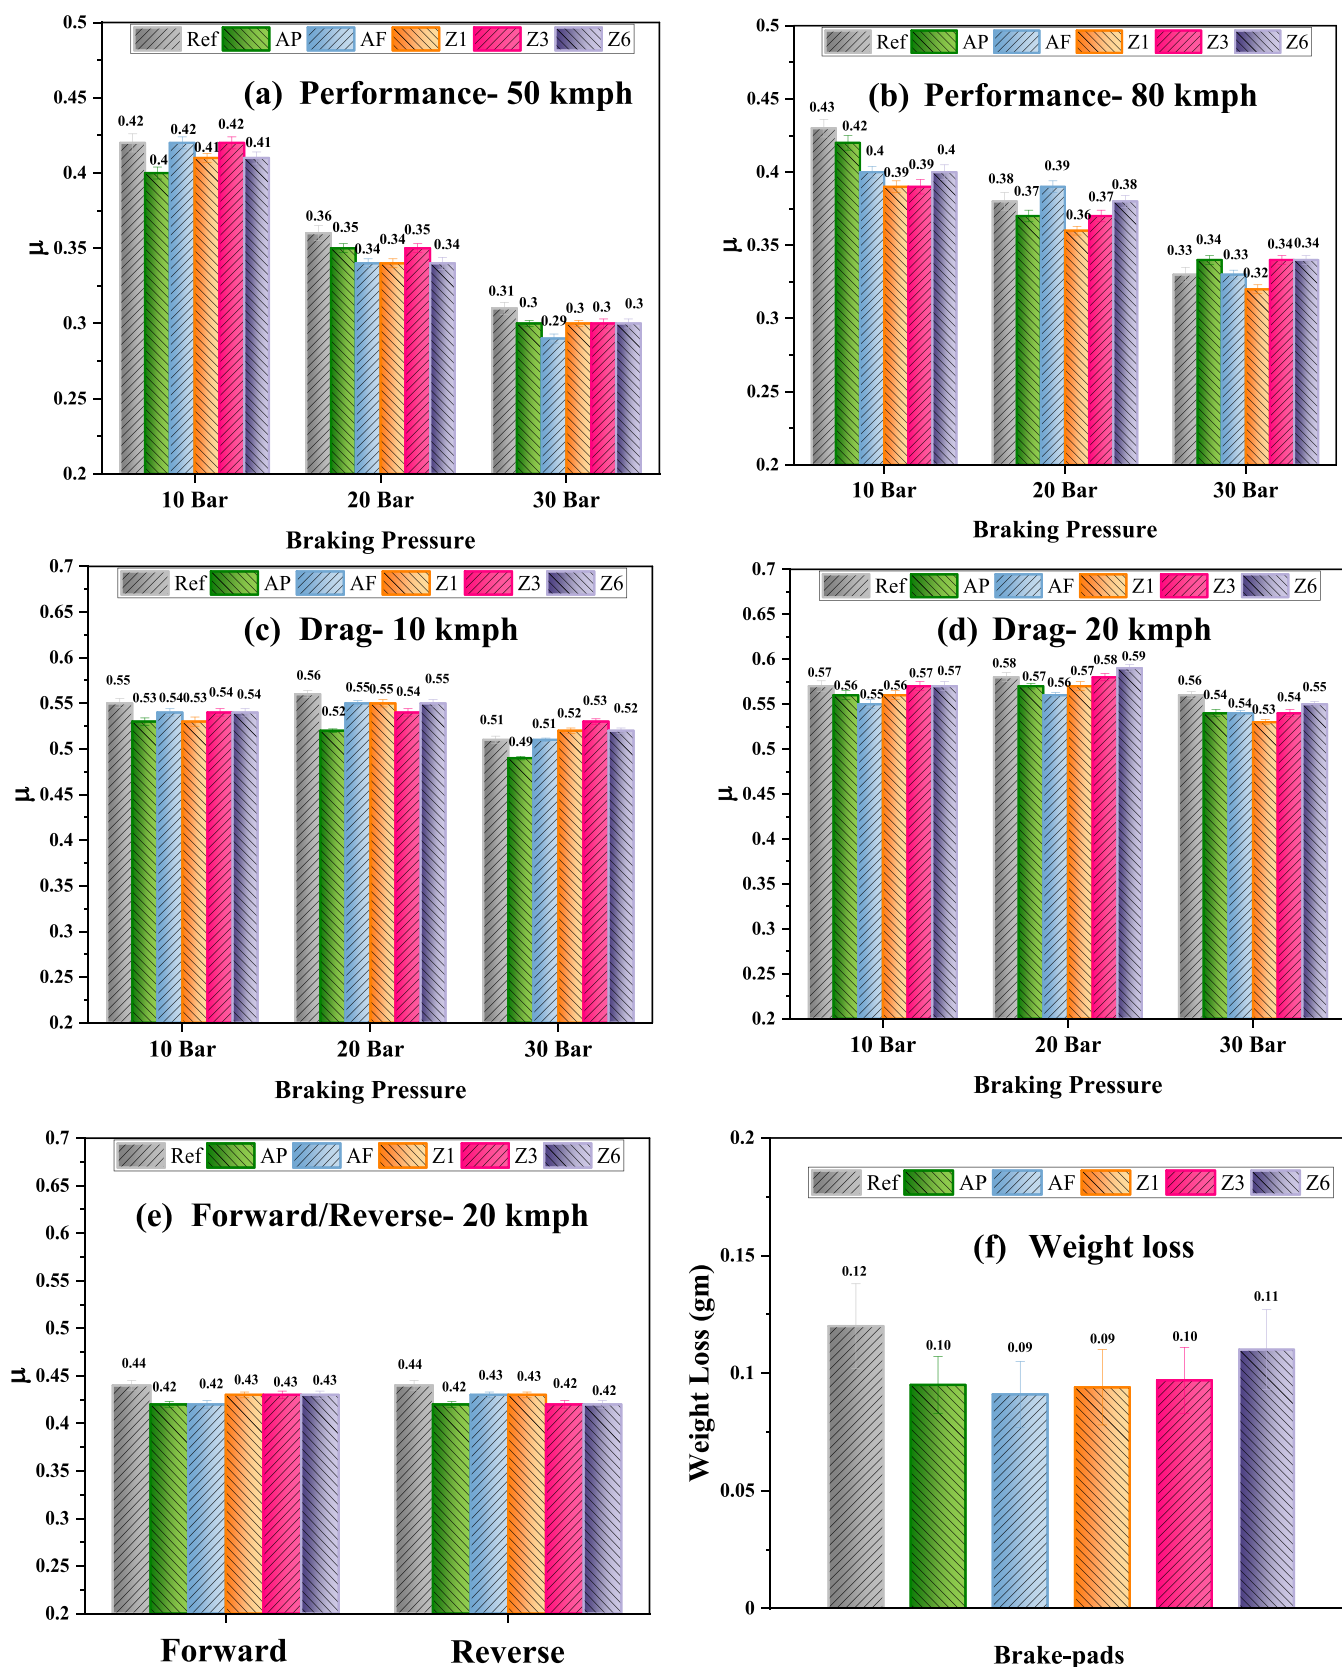 Ref AP AF Z1 Z3 Z6
(a) Performance- 50 kmph
0.5
0.45
0.4
0.35
0.3
0.25
0.2
μ
0.42 0.4 0.42 0.41 0.42 0.41
0.36 0.35 0.34 0.34 0.35 0.34
0.31 0.3 0.29 0.3 0.3 0.3
10 Bar 20 Bar 30 Bar
Braking Pressure
Ref AP AF Z1 Z3 Z6
(b) Performance- 80 kmph
0.5
0.45
0.4
0.35
0.3
0.25
0.2
μ
0.43 0.42 0.4 0.39 0.39 0.4
0.38 0.37 0.39 0.36 0.37 0.38
0.33 0.34 0.33 0.32 0.34 0.34
10 Bar 20 Bar 30 Bar
Braking Pressure
Ref AP AF Z1 Z3 Z6
(c) Drag- 10 kmph
0.7
0.65
0.6
0.55
0.5
0.45
0.4
0.35
0.3
0.25
0.2
μ
0.55 0.53 0.54 0.53 0.54 0.54
0.56 0.52 0.55 0.55 0.54 0.55
0.51 0.49 0.51 0.52 0.53 0.52
10 Bar 20 Bar 30 Bar
Braking Pressure
Ref AP AF Z1 Z3 Z6
(d) Drag- 20 kmph
0.7
0.65
0.6
0.55
0.5
0.45
0.4
0.35
0.3
0.25
0.2
μ
0.57 0.56 0.55 0.56 0.57 0.57
0.58 0.57 0.56 0.57 0.58 0.59
0.56 0.54 0.54 0.53 0.54 0.55
10 Bar 20 Bar 30 Bar
Braking Pressure
Ref AP AF Z1 Z3 Z6
(e) Forward/Reverse- 20 kmph
0.7
0.65
0.6
0.55
0.5
0.45
0.4
0.35
0.3
0.25
0.2
μ
0.44 0.42 0.42 0.43 0.43 0.43
0.44 0.42 0.43 0.43 0.42 0.42
Forward Reverse
Ref AP AF Z1 Z3 Z6
(f) Weight loss
0.2
0.15
0.1
0.05
0
Weight Loss (gm)
0.12 0.10 0.09 0.09 0.10 0.11
Brake-pads